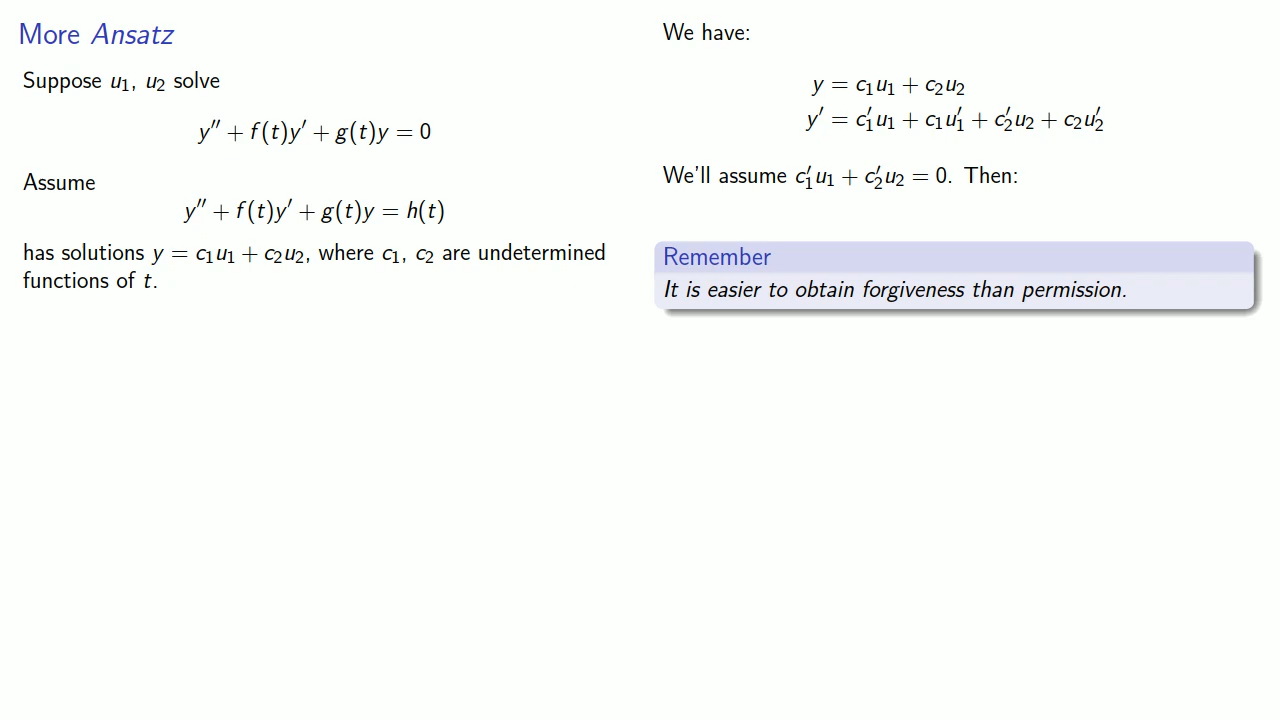 More Ansatz
Suppose u₁, u₂ solve
y″ + f(t)y′ + g(t)y = 0
Assume
y″ + f(t)y′ + g(t)y = h(t)
has solutions y = c₁u₁ + c₂u₂, where c₁, c₂ are undetermined
functions of t.
We have:
y = c₁u₁ + c₂u₂
y′ = c₁′u₁ + c₁u₁′ + c₂′u₂ + c₂u₂′
We'll assume c₁′u₁ + c₂′u₂ = 0. Then:
Remember
It is easier to obtain forgiveness than permission.